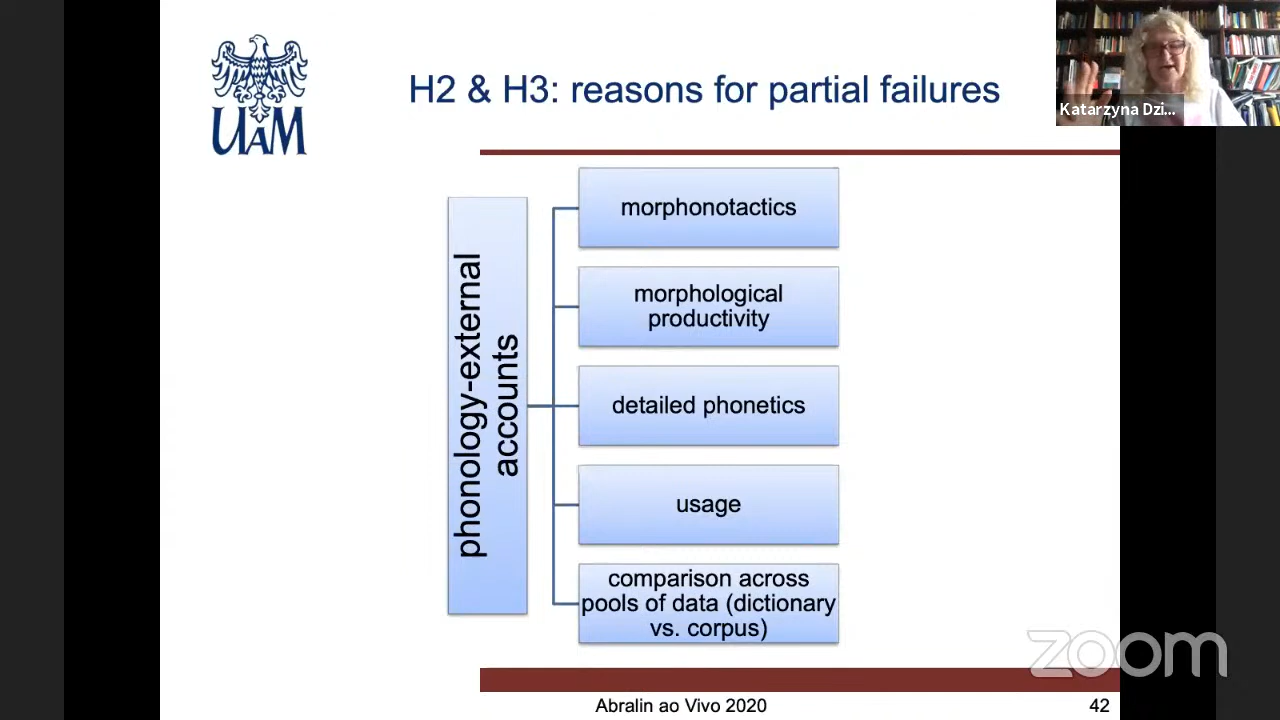 UAM
H2 & H3: reasons for partial failures
Katarzyna Dzi...
phonology-external
accounts
morphonotactics
morphological
productivity
detailed phonetics
usage
comparison across
pools of data (dictionary
vs. corpus)
zoom
Abralin ao Vivo 2020
42